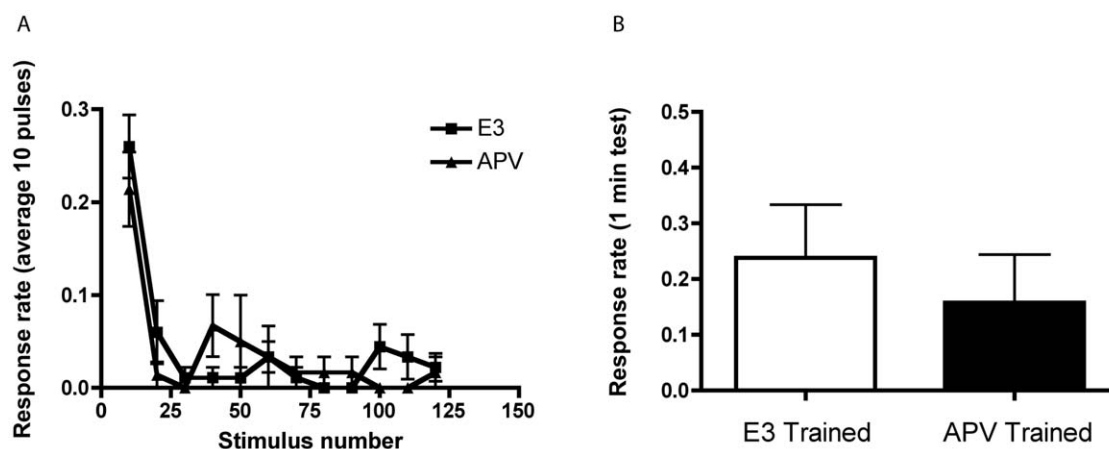 A
Response rate (average 10 pulses)
0.3
0.2
0.1
0.0
0
25
50
75
100
125
150
Stimulus number
E3
APV
B
Response rate (1 min test)
0.5
0.4
0.3
0.2
0.1
0.0
E3 Trained
APV Trained